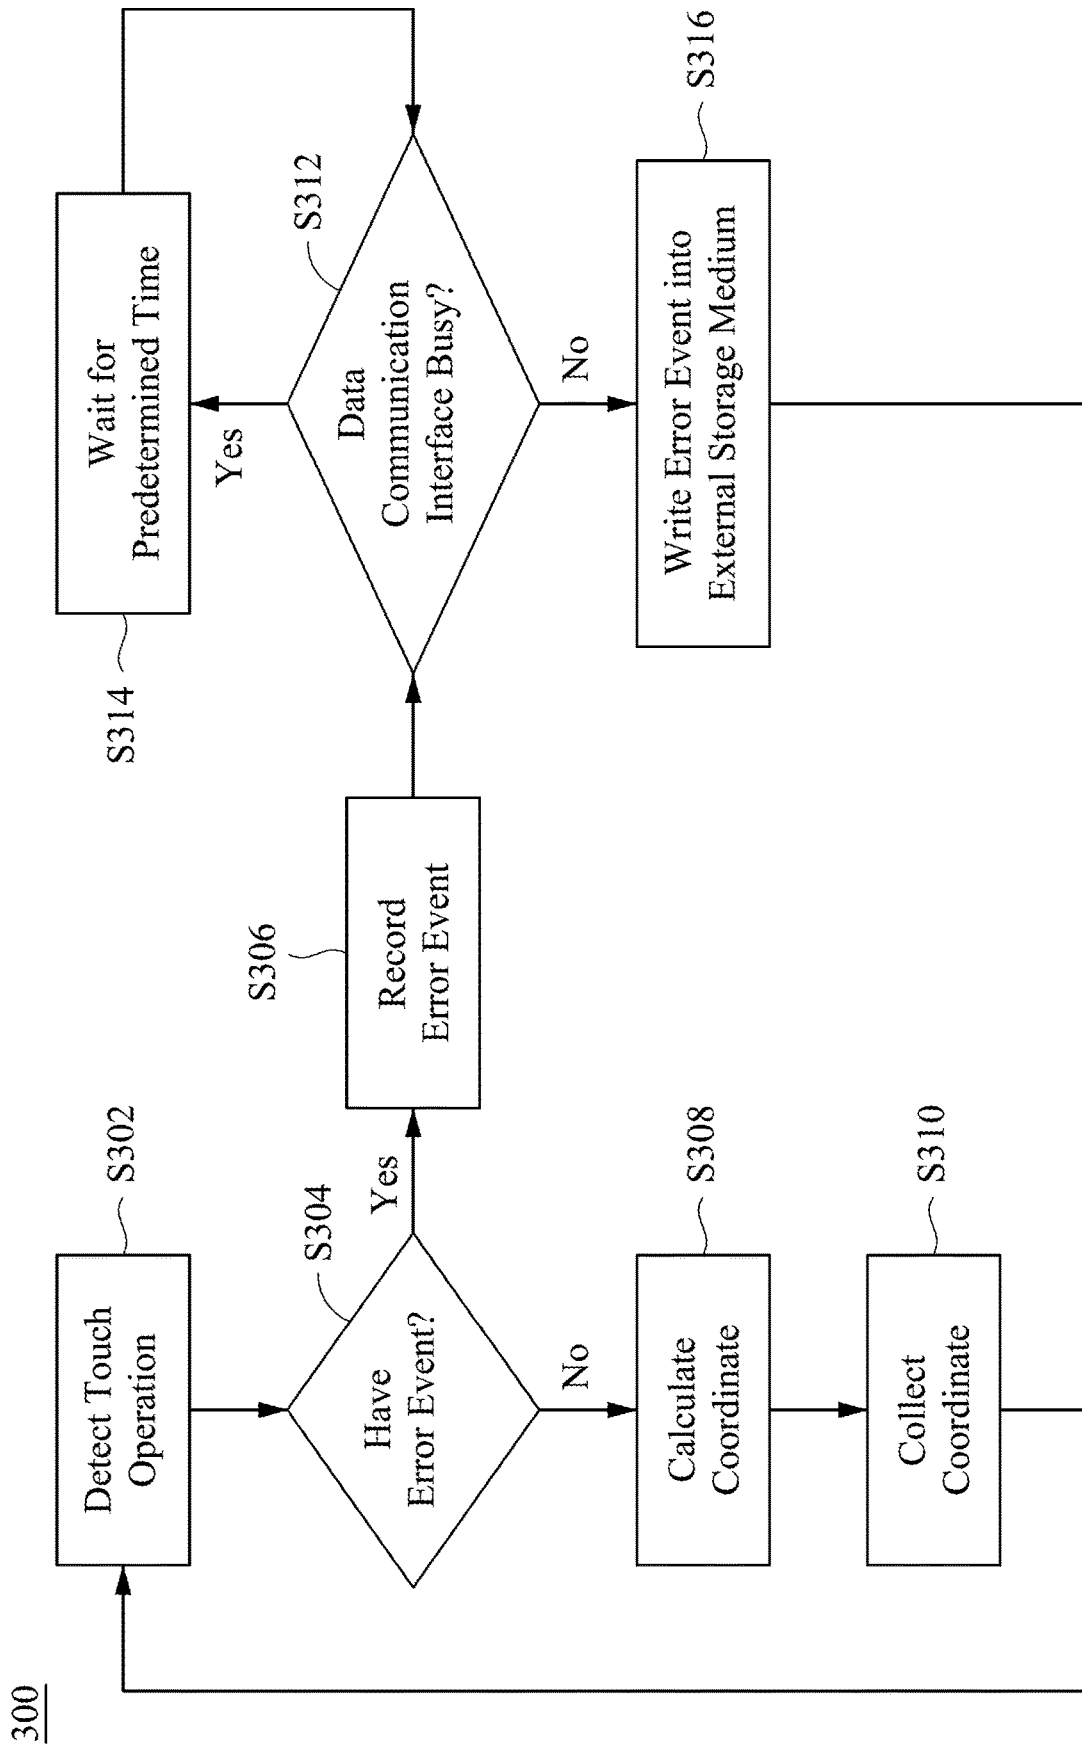 300
Detect Touch
Operation
S302
Have
Error Event?
S304
Yes
No
Record
Error Event
S306
Calculate
Coordinate
S308
Collect
Coordinate
S310
Data
Communication
Interface Busy?
S312
Yes
No
Wait for
Predetermined Time
S314
Write Error Event into
External Storage Medium
S316